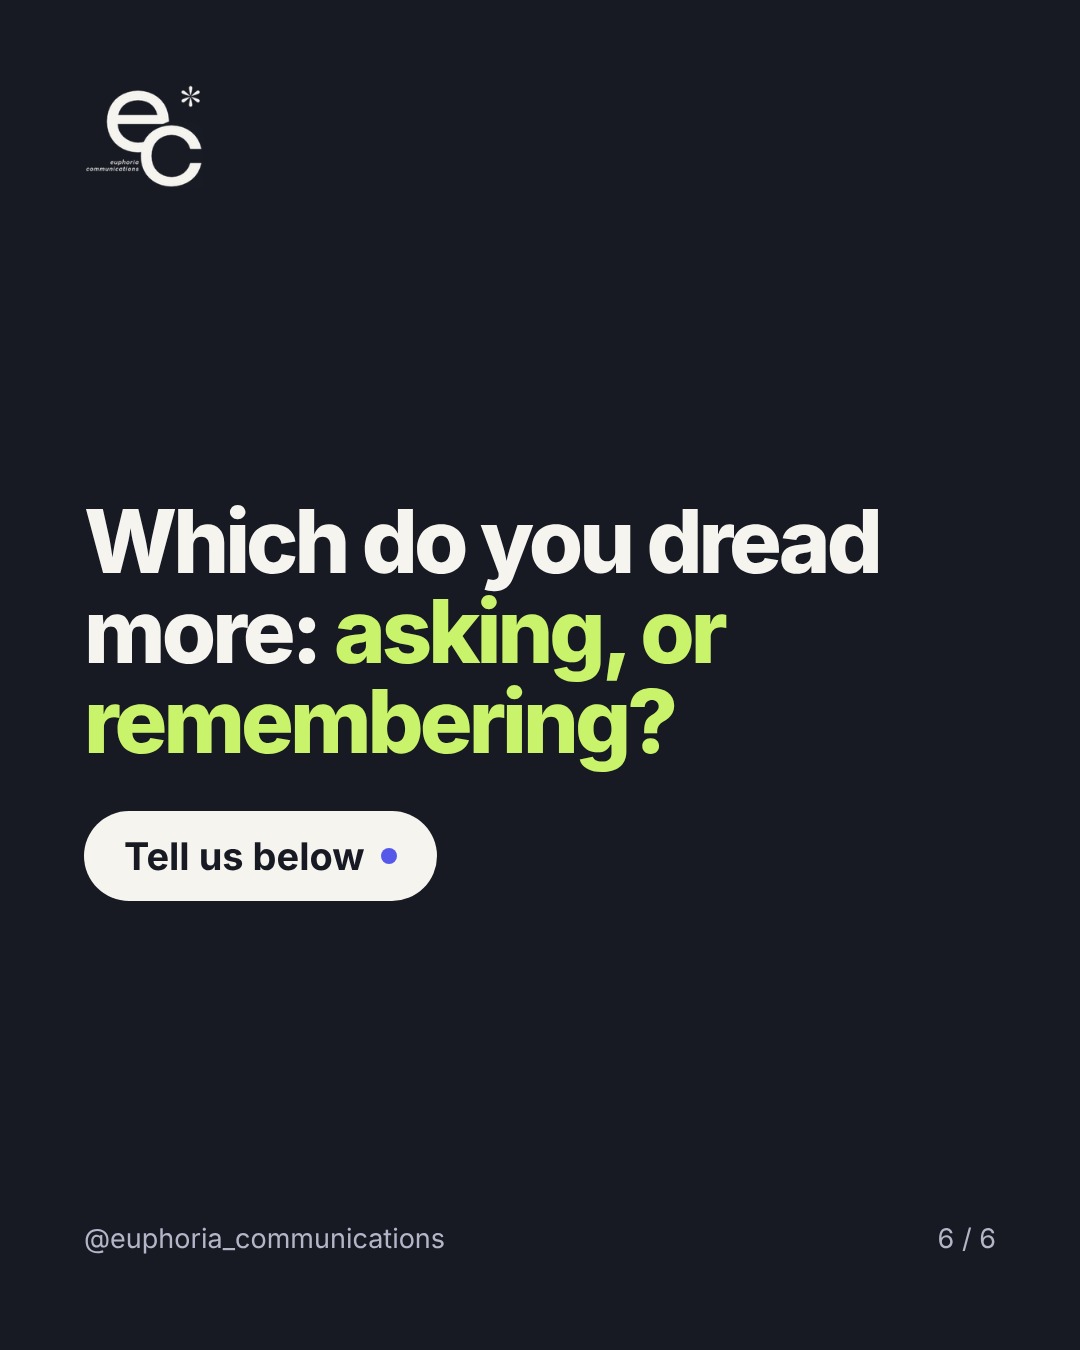 ec*
euphoria
communications
Which do you dread
more: asking, or
remembering?
Tell us below
@euphoria_communications
6 / 6